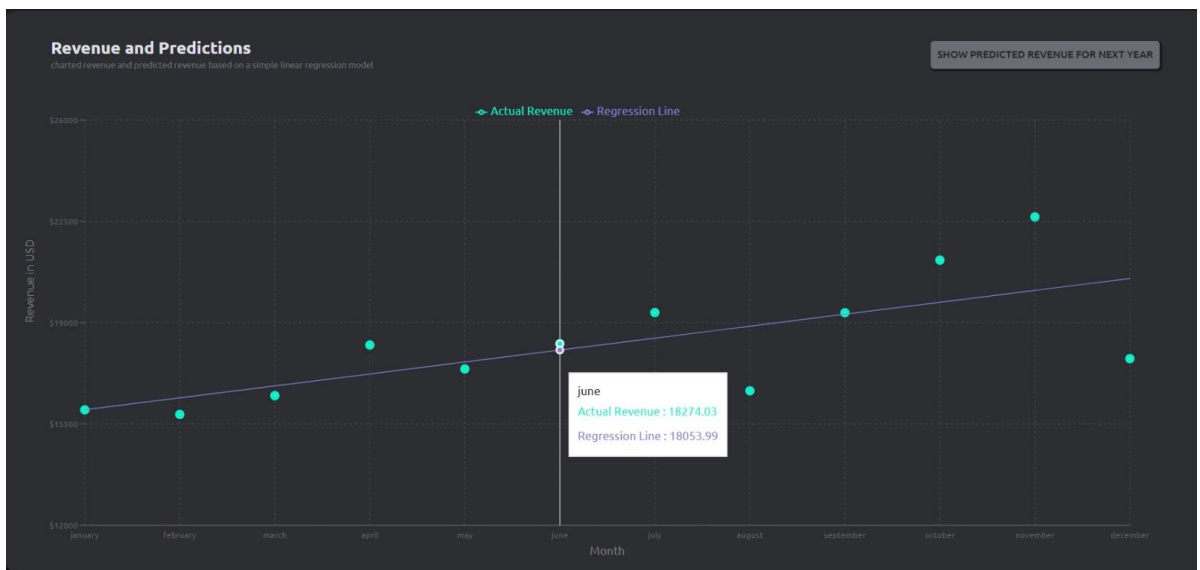 Revenue and Predictions
charted revenue and predicted revenue based on a simple linear regression model
SHOW PREDICTED REVENUE FOR NEXT YEAR
Actual Revenue Regression Line
$26000
$22500
$19000
$15500
$12000
Revenue in USD
june
Actual Revenue : 18274.03
Regression Line : 18053.99
january february march april may june july august september october november december
Month